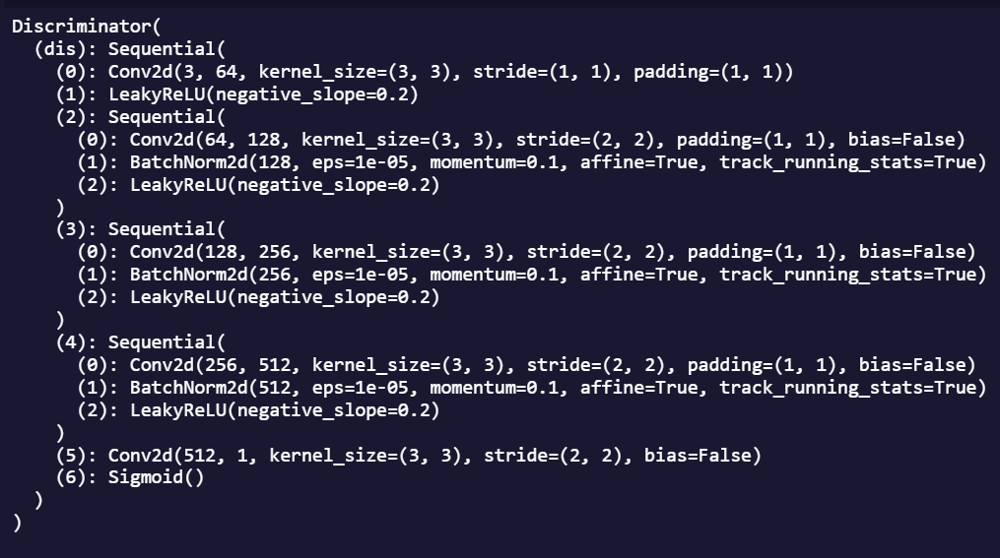 Discriminator(
  (dis): Sequential(
    (0): Conv2d(3, 64, kernel_size=(3, 3), stride=(1, 1), padding=(1, 1))
    (1): LeakyReLU(negative_slope=0.2)
    (2): Sequential(
      (0): Conv2d(64, 128, kernel_size=(3, 3), stride=(2, 2), padding=(1, 1), bias=False)
      (1): BatchNorm2d(128, eps=1e-05, momentum=0.1, affine=True, track_running_stats=True)
      (2): LeakyReLU(negative_slope=0.2)
    )
    (3): Sequential(
      (0): Conv2d(128, 256, kernel_size=(3, 3), stride=(2, 2), padding=(1, 1), bias=False)
      (1): BatchNorm2d(256, eps=1e-05, momentum=0.1, affine=True, track_running_stats=True)
      (2): LeakyReLU(negative_slope=0.2)
    )
    (4): Sequential(
      (0): Conv2d(256, 512, kernel_size=(3, 3), stride=(2, 2), padding=(1, 1), bias=False)
      (1): BatchNorm2d(512, eps=1e-05, momentum=0.1, affine=True, track_running_stats=True)
      (2): LeakyReLU(negative_slope=0.2)
    )
    (5): Conv2d(512, 1, kernel_size=(3, 3), stride=(2, 2), bias=False)
    (6): Sigmoid()
  )
)